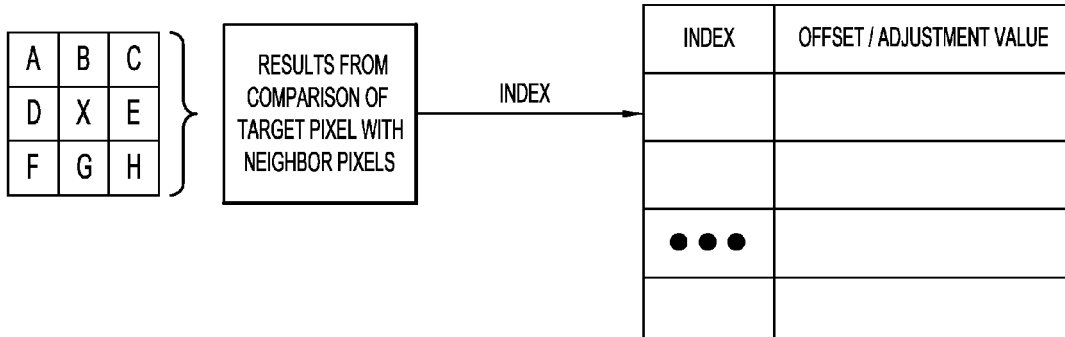 A B C
D X E
F G H
RESULTS FROM
COMPARISON OF
TARGET PIXEL WITH
NEIGHBOR PIXELS
INDEX
INDEX OFFSET / ADJUSTMENT VALUE